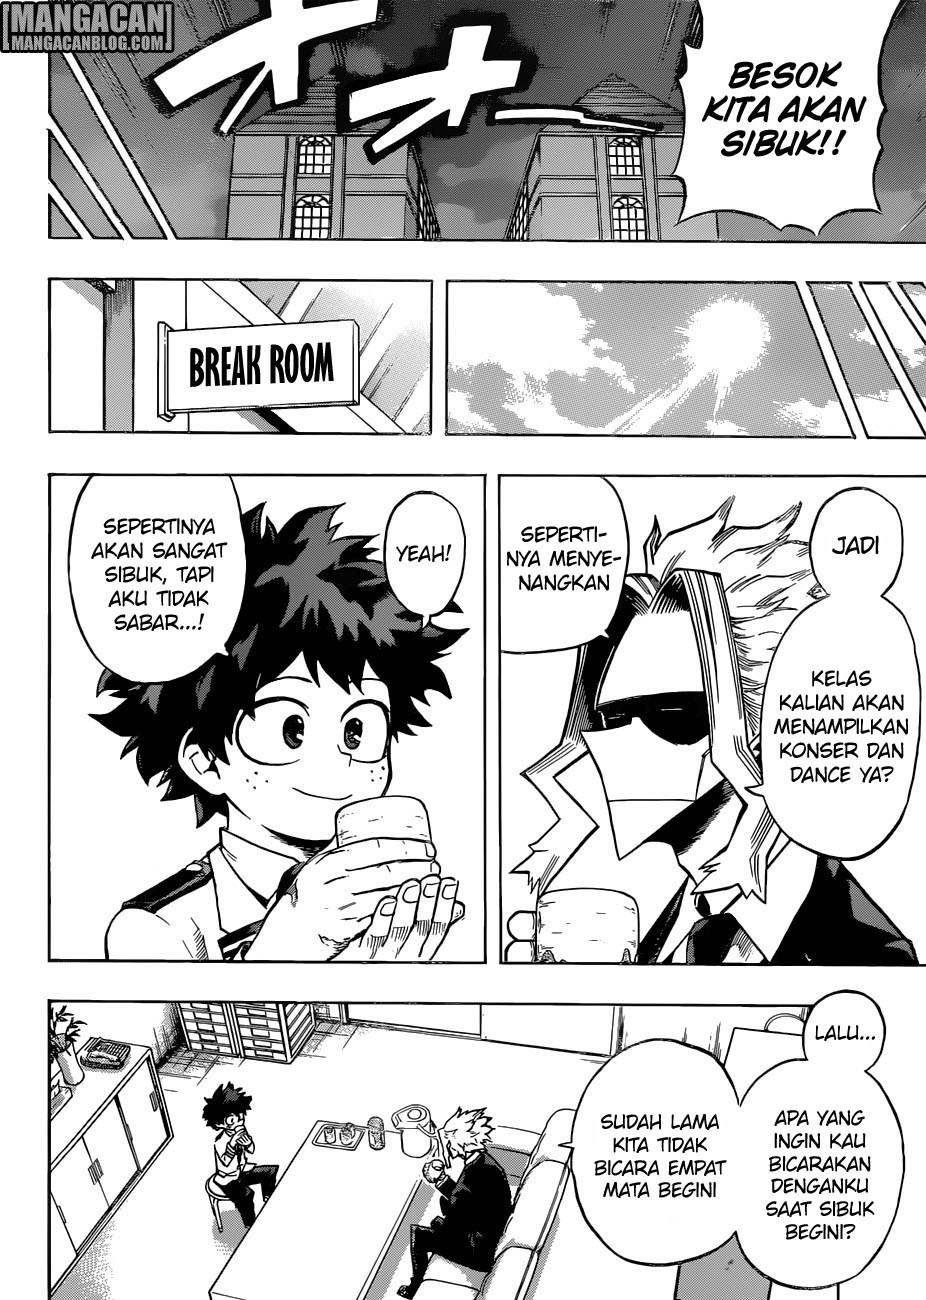 MANGACAN
MANGACANBLOG.COM
BESOK
KITA AKAN
SIBUK!!
BREAK ROOM
JADI
KELAS
KALIAN AKAN
MENAMPILKAN
KONSER DAN
DANCE YA?
SEPERTI-
NYA MENYE-
NANGKAN
YEAH!
SEPERTINYA
AKAN SANGAT
SIBUK, TAPI
AKU TIDAK
SABAR...!
LALU...
APA YANG
INGIN KAU
BICARAKAN
DENGANKU
SAAT SIBUK
BEGINI?
SUDAH LAMA
KITA TIDAK
BICARA EMPAT
MATA BEGINI